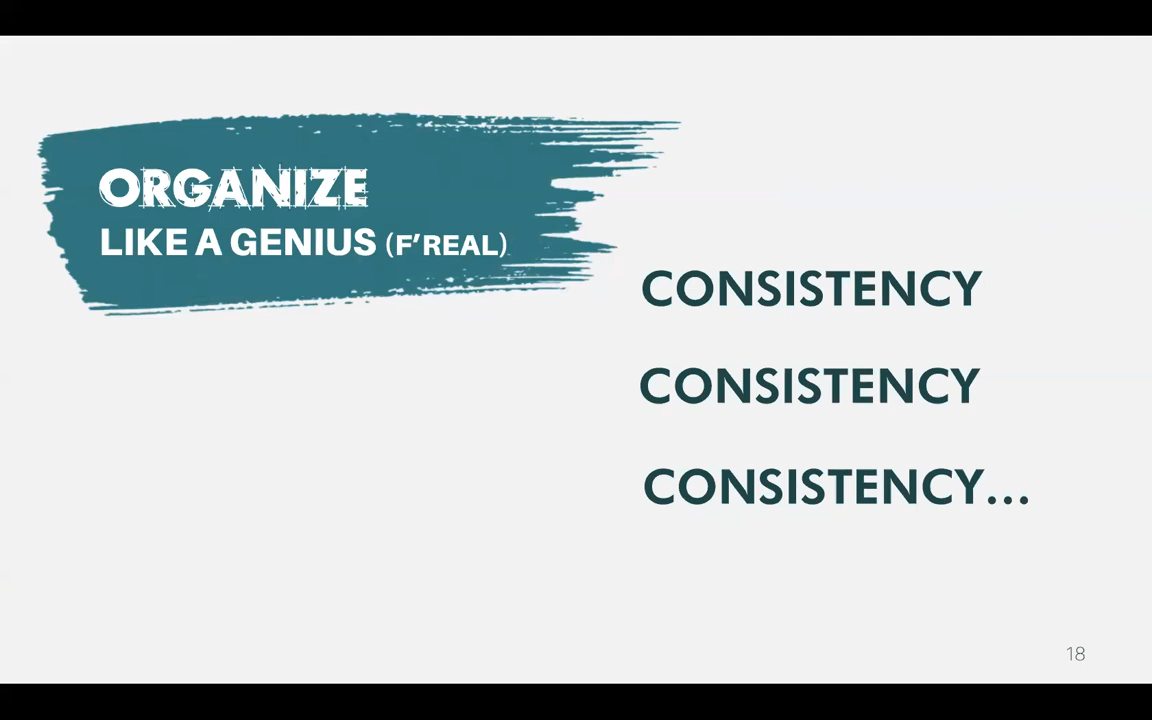 ORGANIZE
LIKE A GENIUS (F'REAL)
CONSISTENCY
CONSISTENCY
CONSISTENCY...
18